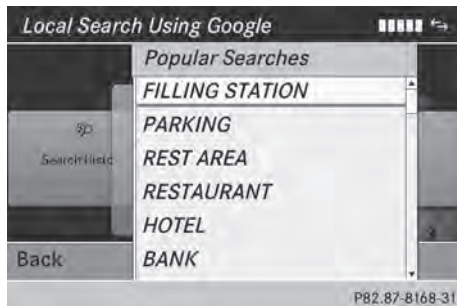 Local Search Using Google
Popular Searches
FILLING STATION
PARKING
REST AREA
RESTAURANT
HOTEL
BANK
Back
P82.87-8168-31